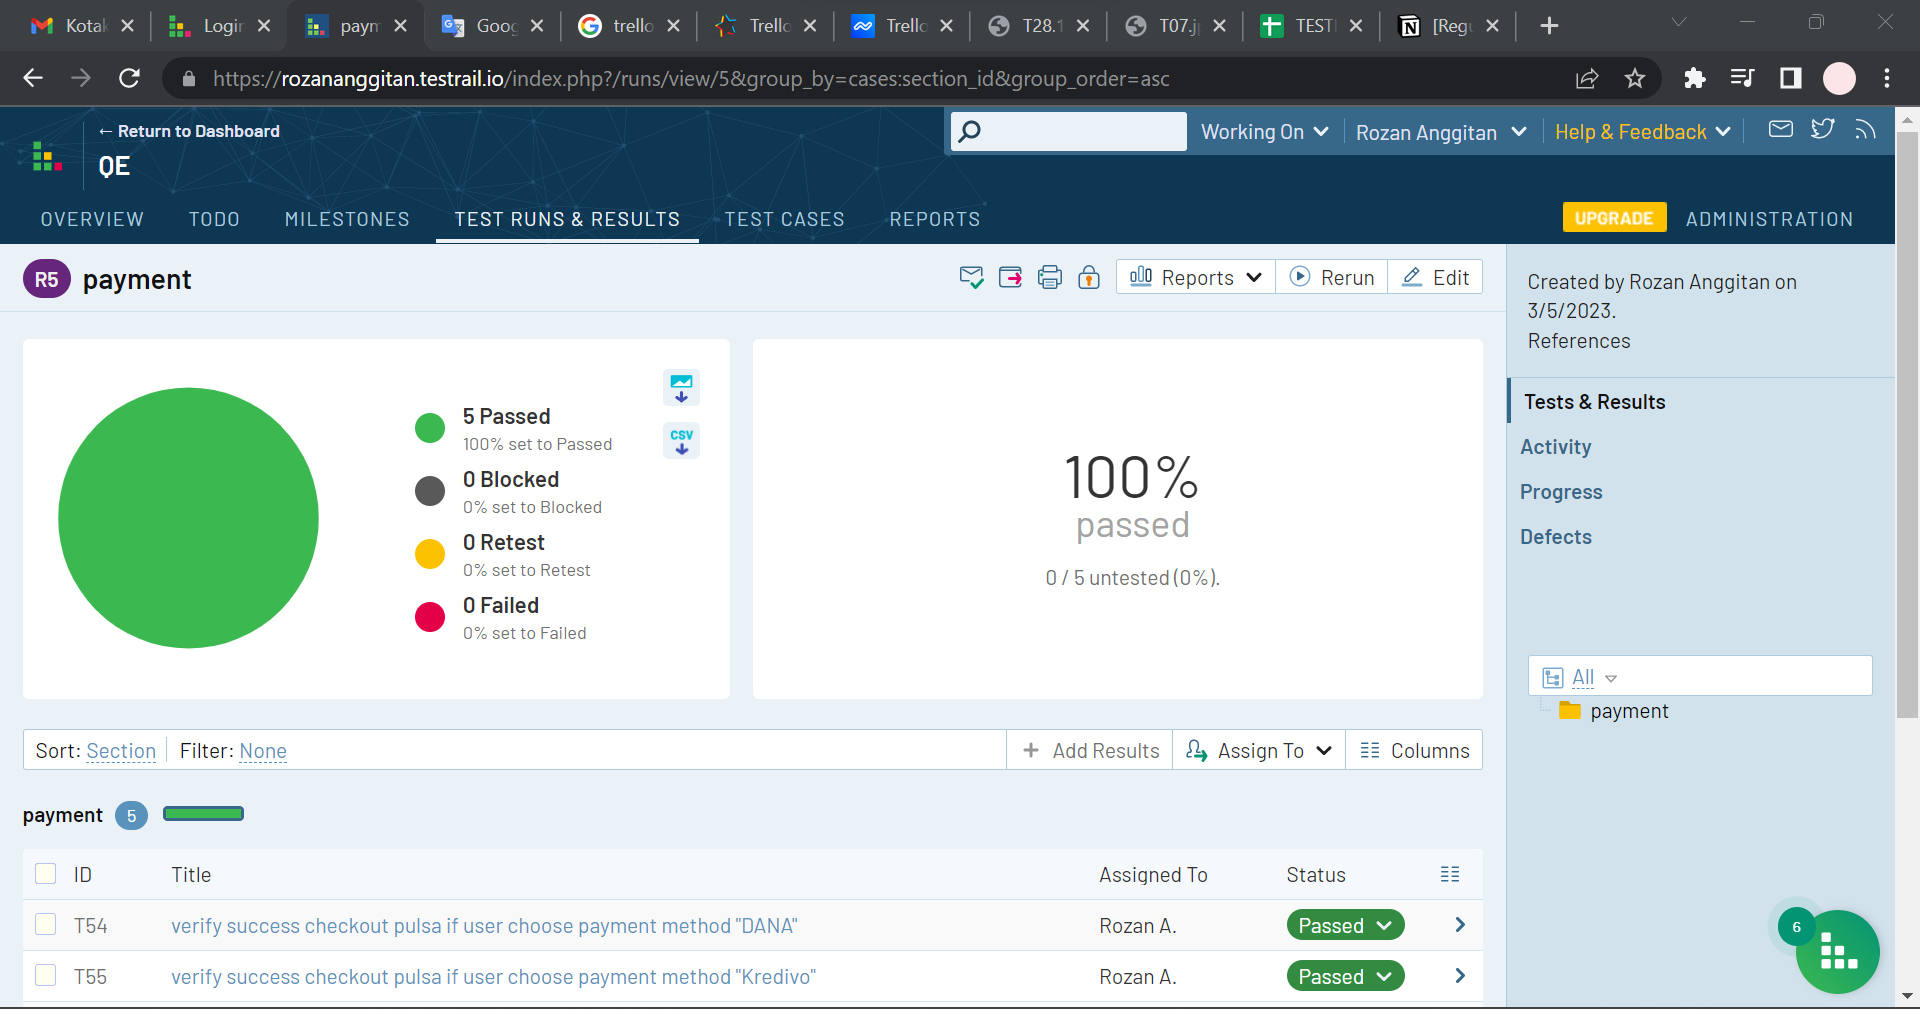 Kotak
Login
paym
Goog
trello
Trello
Trello
T28.1
T07.j
TEST
[Regu
https://rozananggitan.testrail.io/index.php?/runs/view/5&group_by=cases:section_id&group_order=asc
← Return to Dashboard
QE
Working On
Rozan Anggitan
Help & Feedback
OVERVIEW
TODO
MILESTONES
TEST RUNS & RESULTS
TEST CASES
REPORTS
UPGRADE
ADMINISTRATION
R5 payment
Reports
Rerun
Edit
Created by Rozan Anggitan on
3/5/2023.
References
5 Passed
100% set to Passed
0 Blocked
0% set to Blocked
0 Retest
0% set to Retest
0 Failed
0% set to Failed
CSV
100%
passed
0 / 5 untested (0%).
Tests & Results
Activity
Progress
Defects
All
payment
Sort: Section
Filter: None
+ Add Results
Assign To
Columns
payment 5
ID
Title
Assigned To
Status
T54
verify success checkout pulsa if user choose payment method "DANA"
Rozan A.
Passed
T55
verify success checkout pulsa if user choose payment method "Kredivo"
Rozan A.
Passed
6